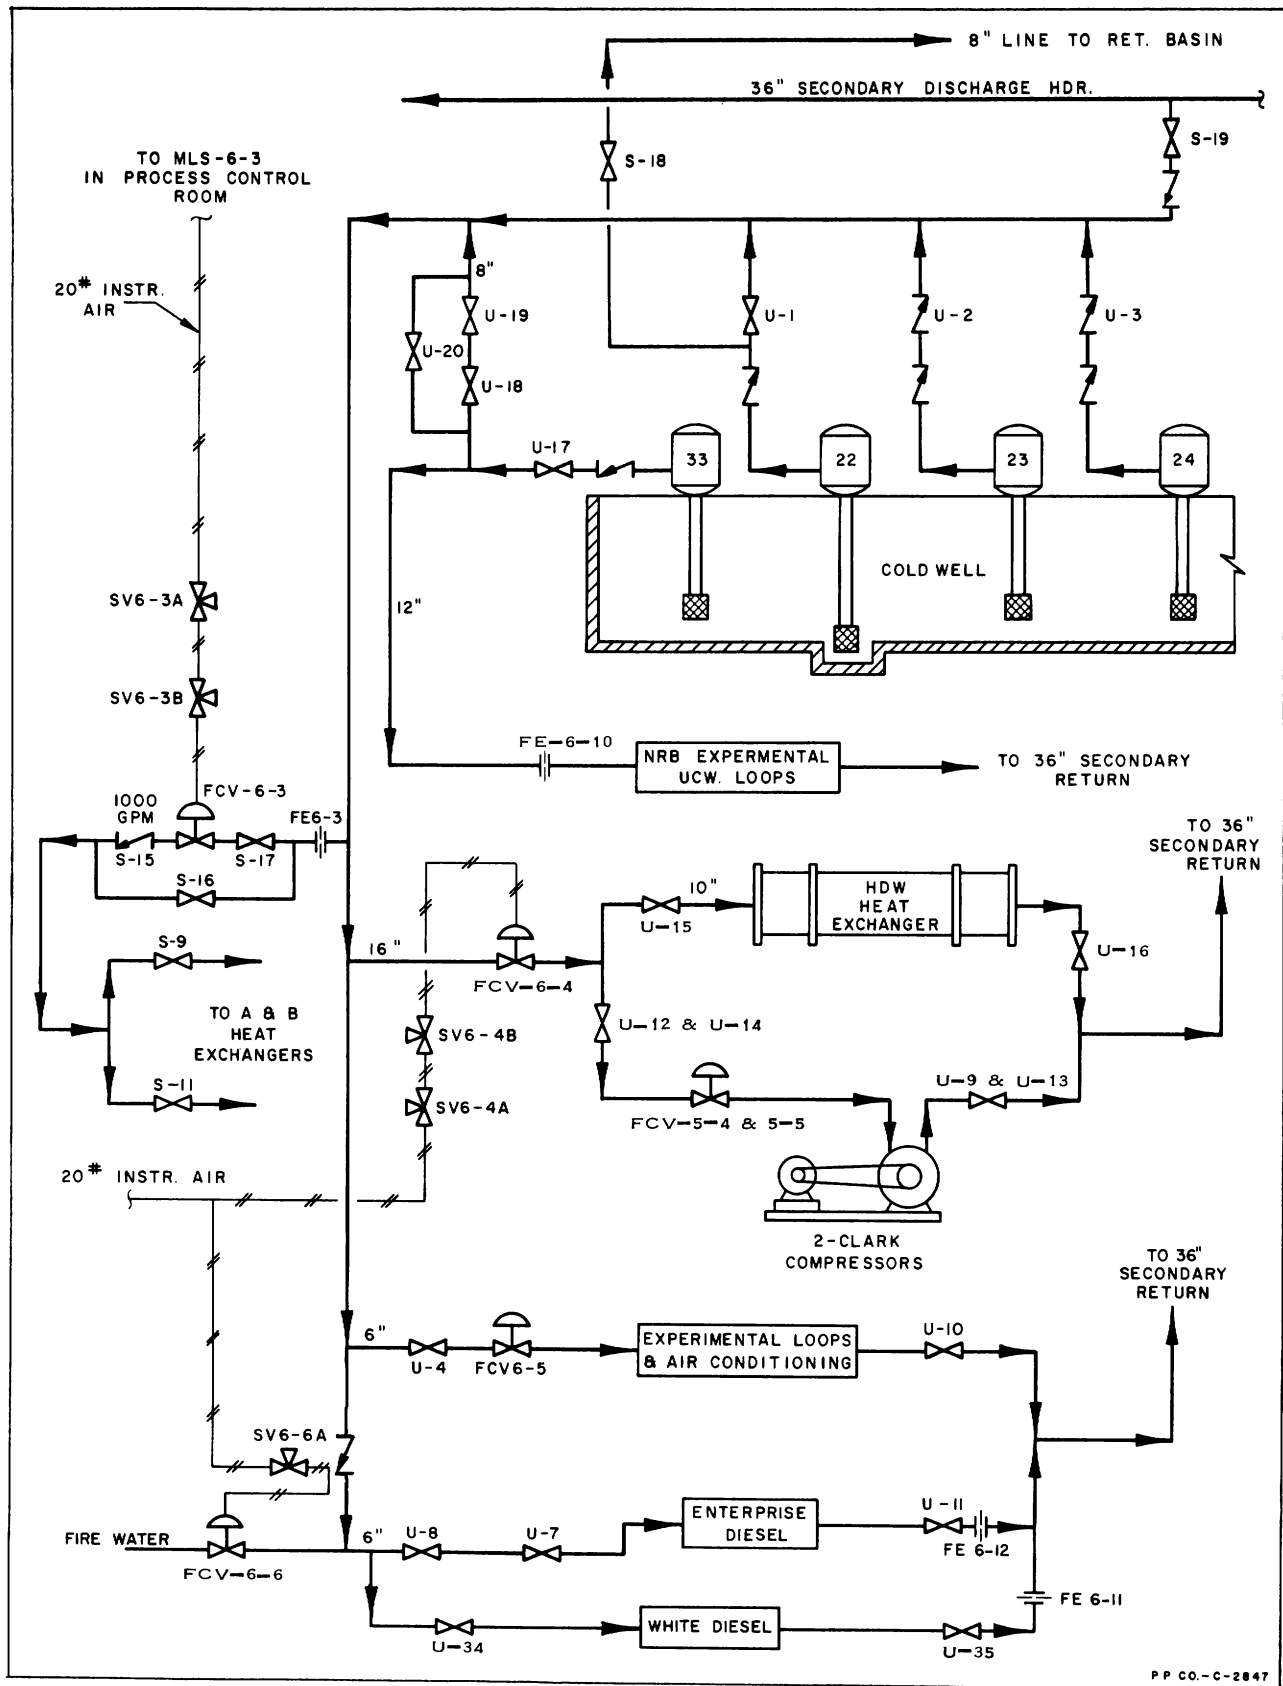 8" LINE TO RET. BASIN
36" SECONDARY DISCHARGE HDR.
S-18
S-19
TO MLS-6-3
IN PROCESS CONTROL
ROOM
20# INSTR.
AIR
8"
U-19
U-20
U-18
U-1
U-2
U-3
U-17
33
22
23
24
COLD WELL
12"
SV6-3A
SV6-3B
FE-6-10
NRB EXPERMENTAL
UCW. LOOPS
TO 36" SECONDARY
RETURN
FCV-6-3
1000
GPM
FE6-3
S-15
S-17
S-16
TO 36"
SECONDARY
RETURN
10"
HDW
HEAT
EXCHANGER
U-15
U-16
S-9
16"
FCV-6-4
TO A & B
HEAT
EXCHANGERS
SV6-4B
U-12 & U-14
S-11
SV6-4A
U-9 & U-13
FCV-5-4 & 5-5
20# INSTR. AIR
2-CLARK
COMPRESSORS
TO 36"
SECONDARY
RETURN
6"
U-4
FCV6-5
EXPERIMENTAL LOOPS
& AIR CONDITIONING
U-10
SV6-6A
FIRE WATER
FCV-6-6
6"
U-8
U-7
ENTERPRISE
DIESEL
U-11
FE 6-12
FE 6-11
U-34
WHITE DIESEL
U-35
P P CO.-C-2847